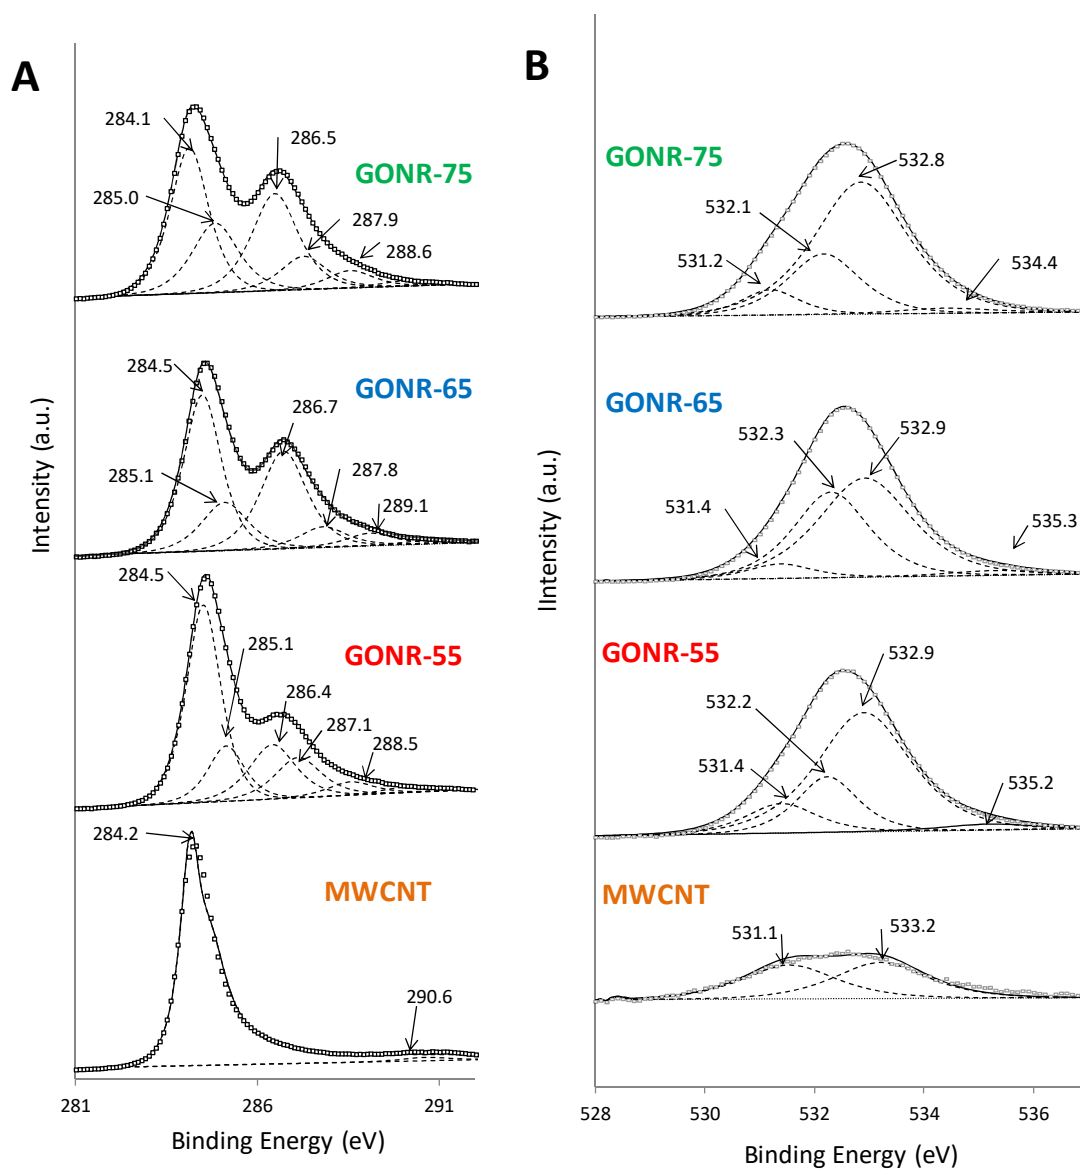 A
284.1
286.5
GONR-75
285.0
287.9
288.6
284.5
GONR-65
286.7
285.1
287.8
289.1
284.5
GONR-55
285.1
286.4
287.1
288.5
284.2
MWCNT
290.6
Intensity (a.u.)
281
286
291
Binding Energy (eV)
B
GONR-75
532.8
532.1
531.2
534.4
GONR-65
532.3
532.9
531.4
535.3
GONR-55
532.9
532.2
531.4
535.2
MWCNT
531.1
533.2
IIntensity (a.u.)
528
530
532
534
536
Binding Energy (eV)